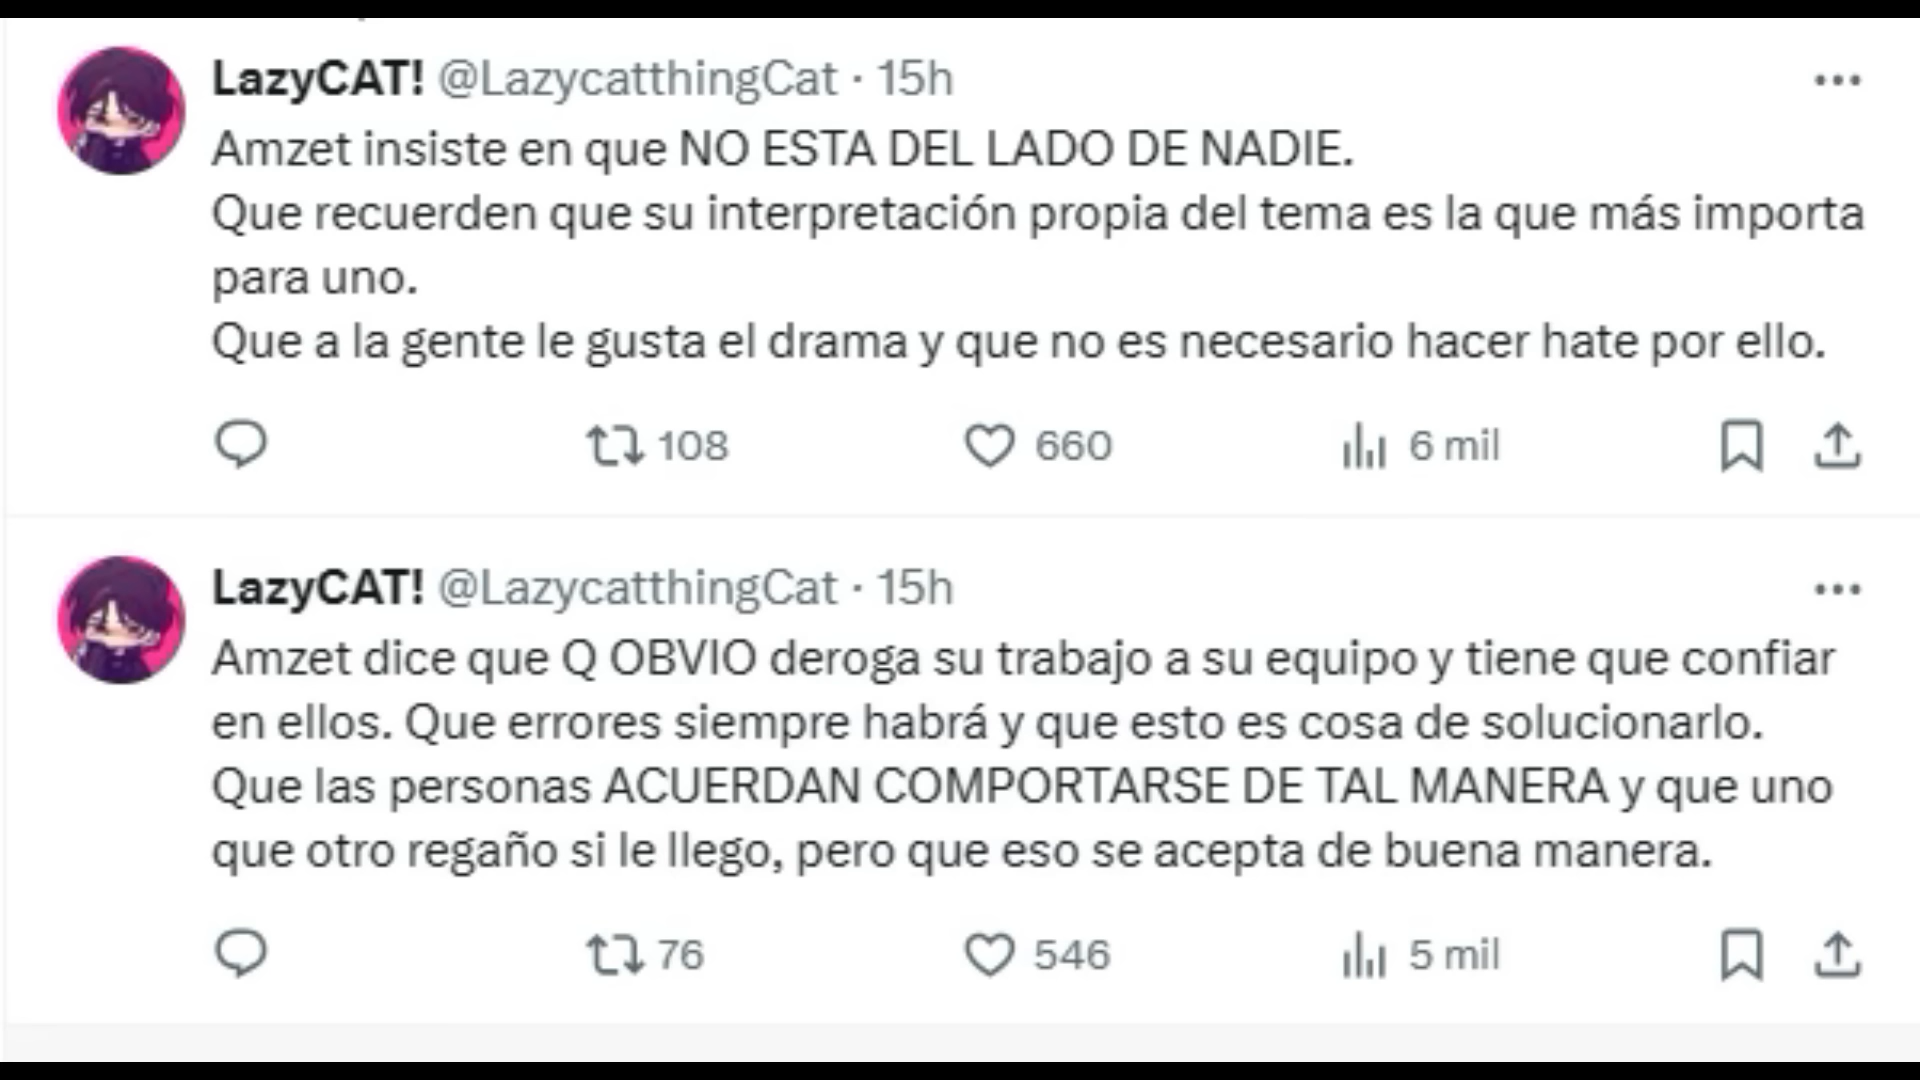 LazyCAT! @LazycatthingCat · 15h
Amzet insiste en que NO ESTA DEL LADO DE NADIE.
Que recuerden que su interpretación propia del tema es la que más importa
para uno.
Que a la gente le gusta el drama y que no es necesario hacer hate por ello.
108 660 6 mil
LazyCAT! @LazycatthingCat · 15h
Amzet dice que Q OBVIO deroga su trabajo a su equipo y tiene que confiar
en ellos. Que errores siempre habrá y que esto es cosa de solucionarlo.
Que las personas ACUERDAN COMPORTARSE DE TAL MANERA y que uno
que otro regaño si le llego, pero que eso se acepta de buena manera.
76 546 5 mil